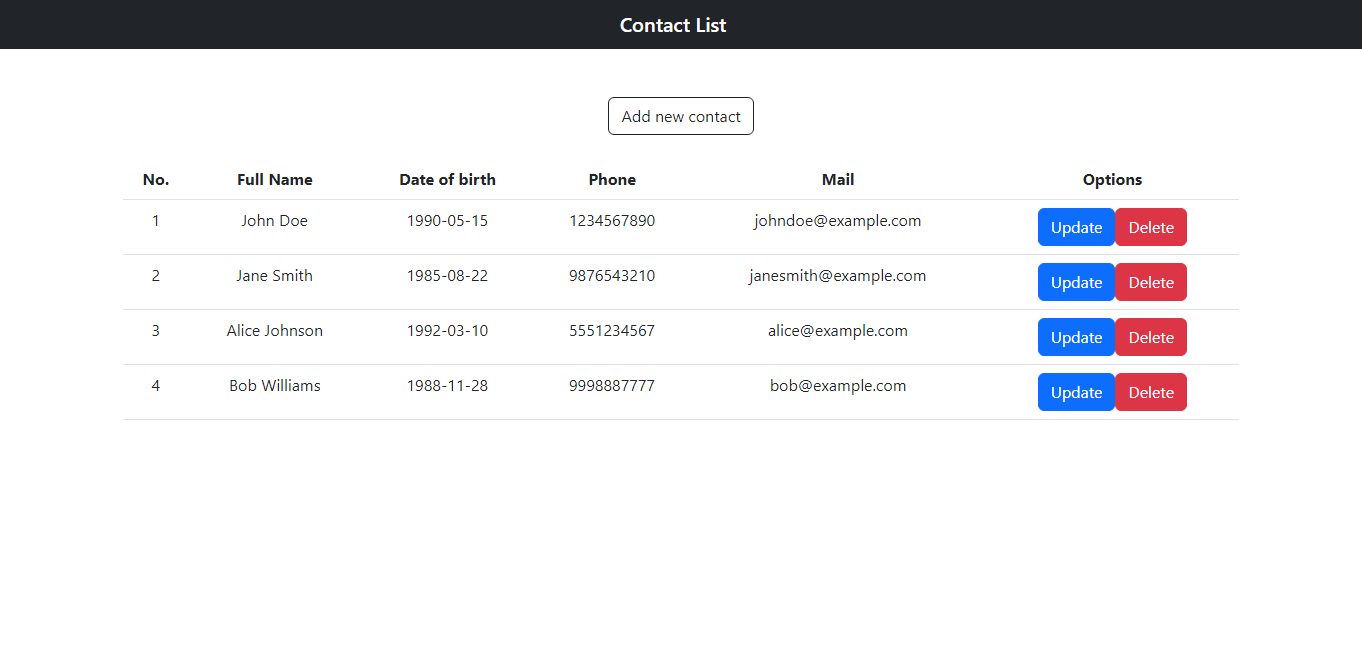 Contact List
Add new contact
No. Full Name Date of birth Phone Mail Options
1 John Doe 1990-05-15 1234567890 johndoe@example.com Update Delete
2 Jane Smith 1985-08-22 9876543210 janesmith@example.com Update Delete
3 Alice Johnson 1992-03-10 5551234567 alice@example.com Update Delete
4 Bob Williams 1988-11-28 9998887777 bob@example.com Update Delete